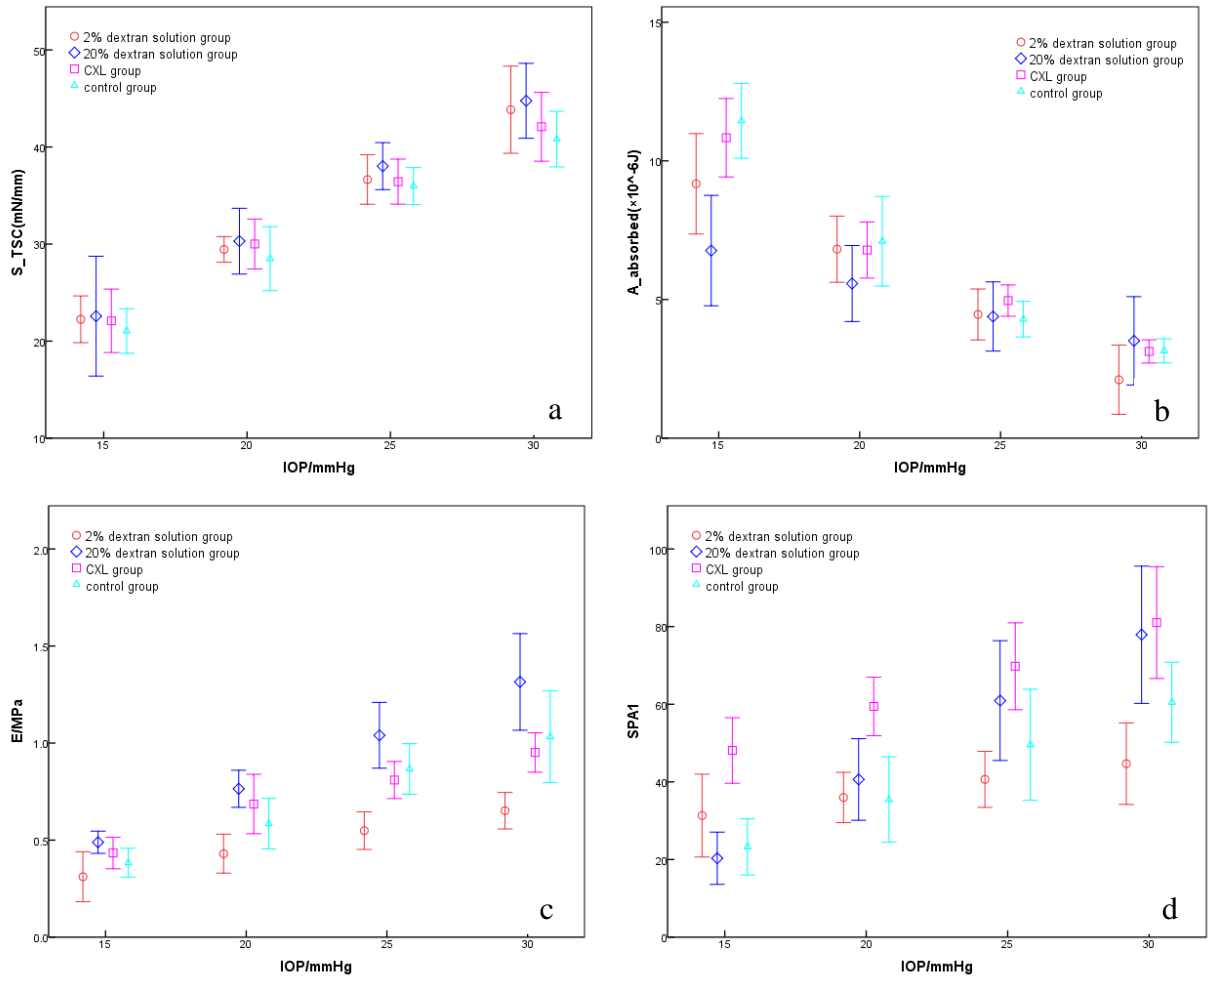 2% dextran solution group
20% dextran solution group
CXL group
control group
50
40
30
20
10
S_TSC(mN/mm)
15 20 25 30
IOP/mmHg
a
2% dextran solution group
20% dextran solution group
CXL group
control group
15
10
5
0
A_absorbed(×10^-6J)
15 20 25 30
IOP/mmHg
b
2% dextran solution group
20% dextran solution group
CXL group
control group
2.0
1.5
1.0
0.5
0.0
E/MPa
15 20 25 30
IOP/mmHg
c
2% dextran solution group
20% dextran solution group
CXL group
control group
100
80
60
40
20
0
SPA1
15 20 25 30
IOP/mmHg
d